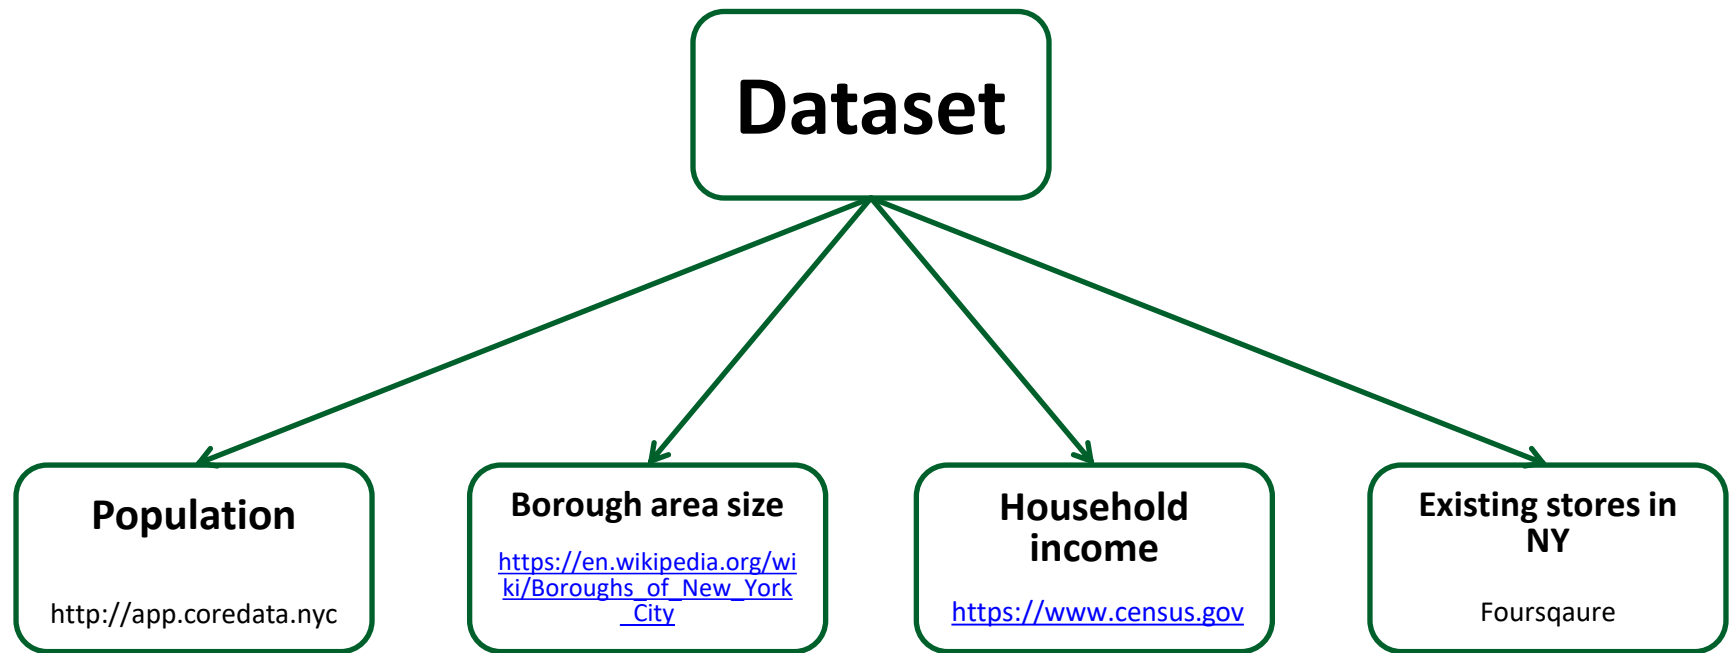 Dataset
Population
http://app.coredata.nyc
Borough area size
https://en.wikipedia.org/wi
ki/Boroughs_of_New_York
_City
Household
income
https://www.census.gov
Existing stores in
NY
Foursqaure